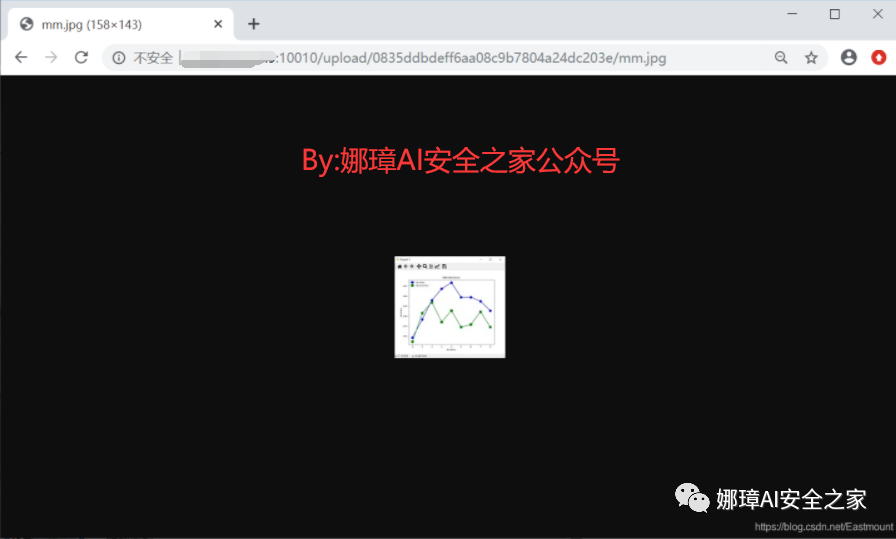 mm.jpg (158×143)
不安全 | :10010/upload/0835ddbdeff6aa08c9b7804a24dc203e/mm.jpg
By:娜璋AI安全之家公众号
娜璋AI安全之家
https://blog.csdn.net/Eastmount